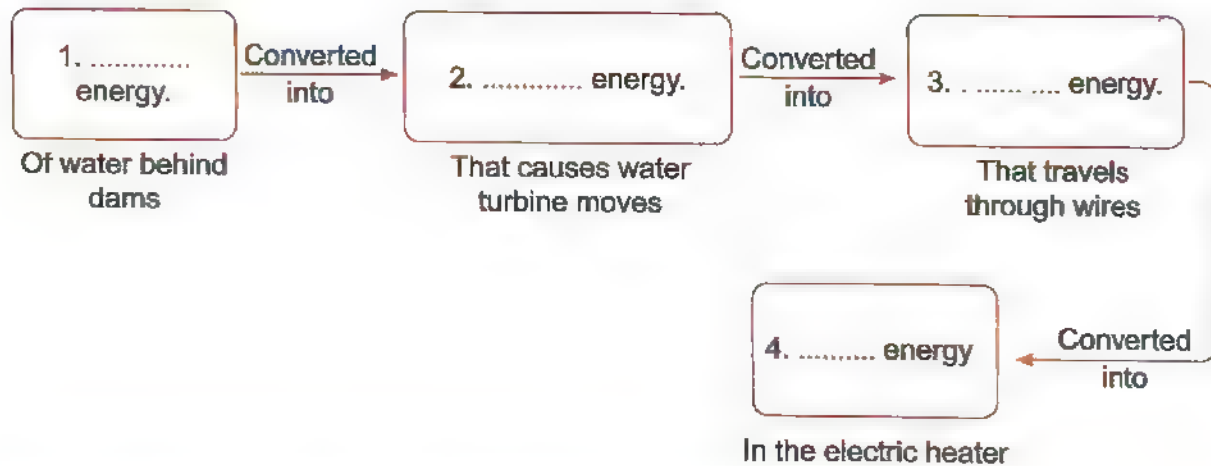 1. ............
energy.
Converted
into
2. ............. energy.
Converted
into
3. . ...... .... energy.
Of water behind
dams
That causes water
turbine moves
That travels
through wires
4. .......... energy
Converted
into
In the electric heater